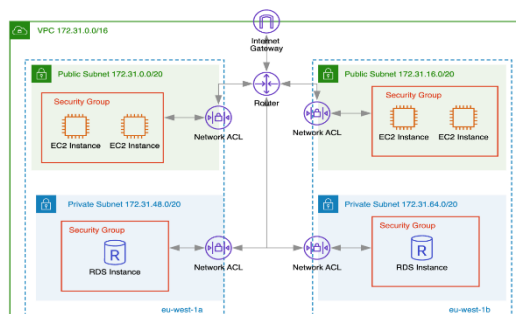 VPC 172.31.0.0/16
Internet
Gateway
Public Subnet 172.31.0.0/20
Security Group
EC2 Instance
EC2 Instance
Network ACL
Router
Public Subnet 172.31.16.0/20
Security Group
EC2 Instance
EC2 Instance
Network ACL
Private Subnet 172.31.48.0/20
Security Group
R
RDS Instance
Network ACL
eu-west-1a
Private Subnet 172.31.64.0/20
Security Group
R
RDS Instance
Network ACL
eu-west-1b